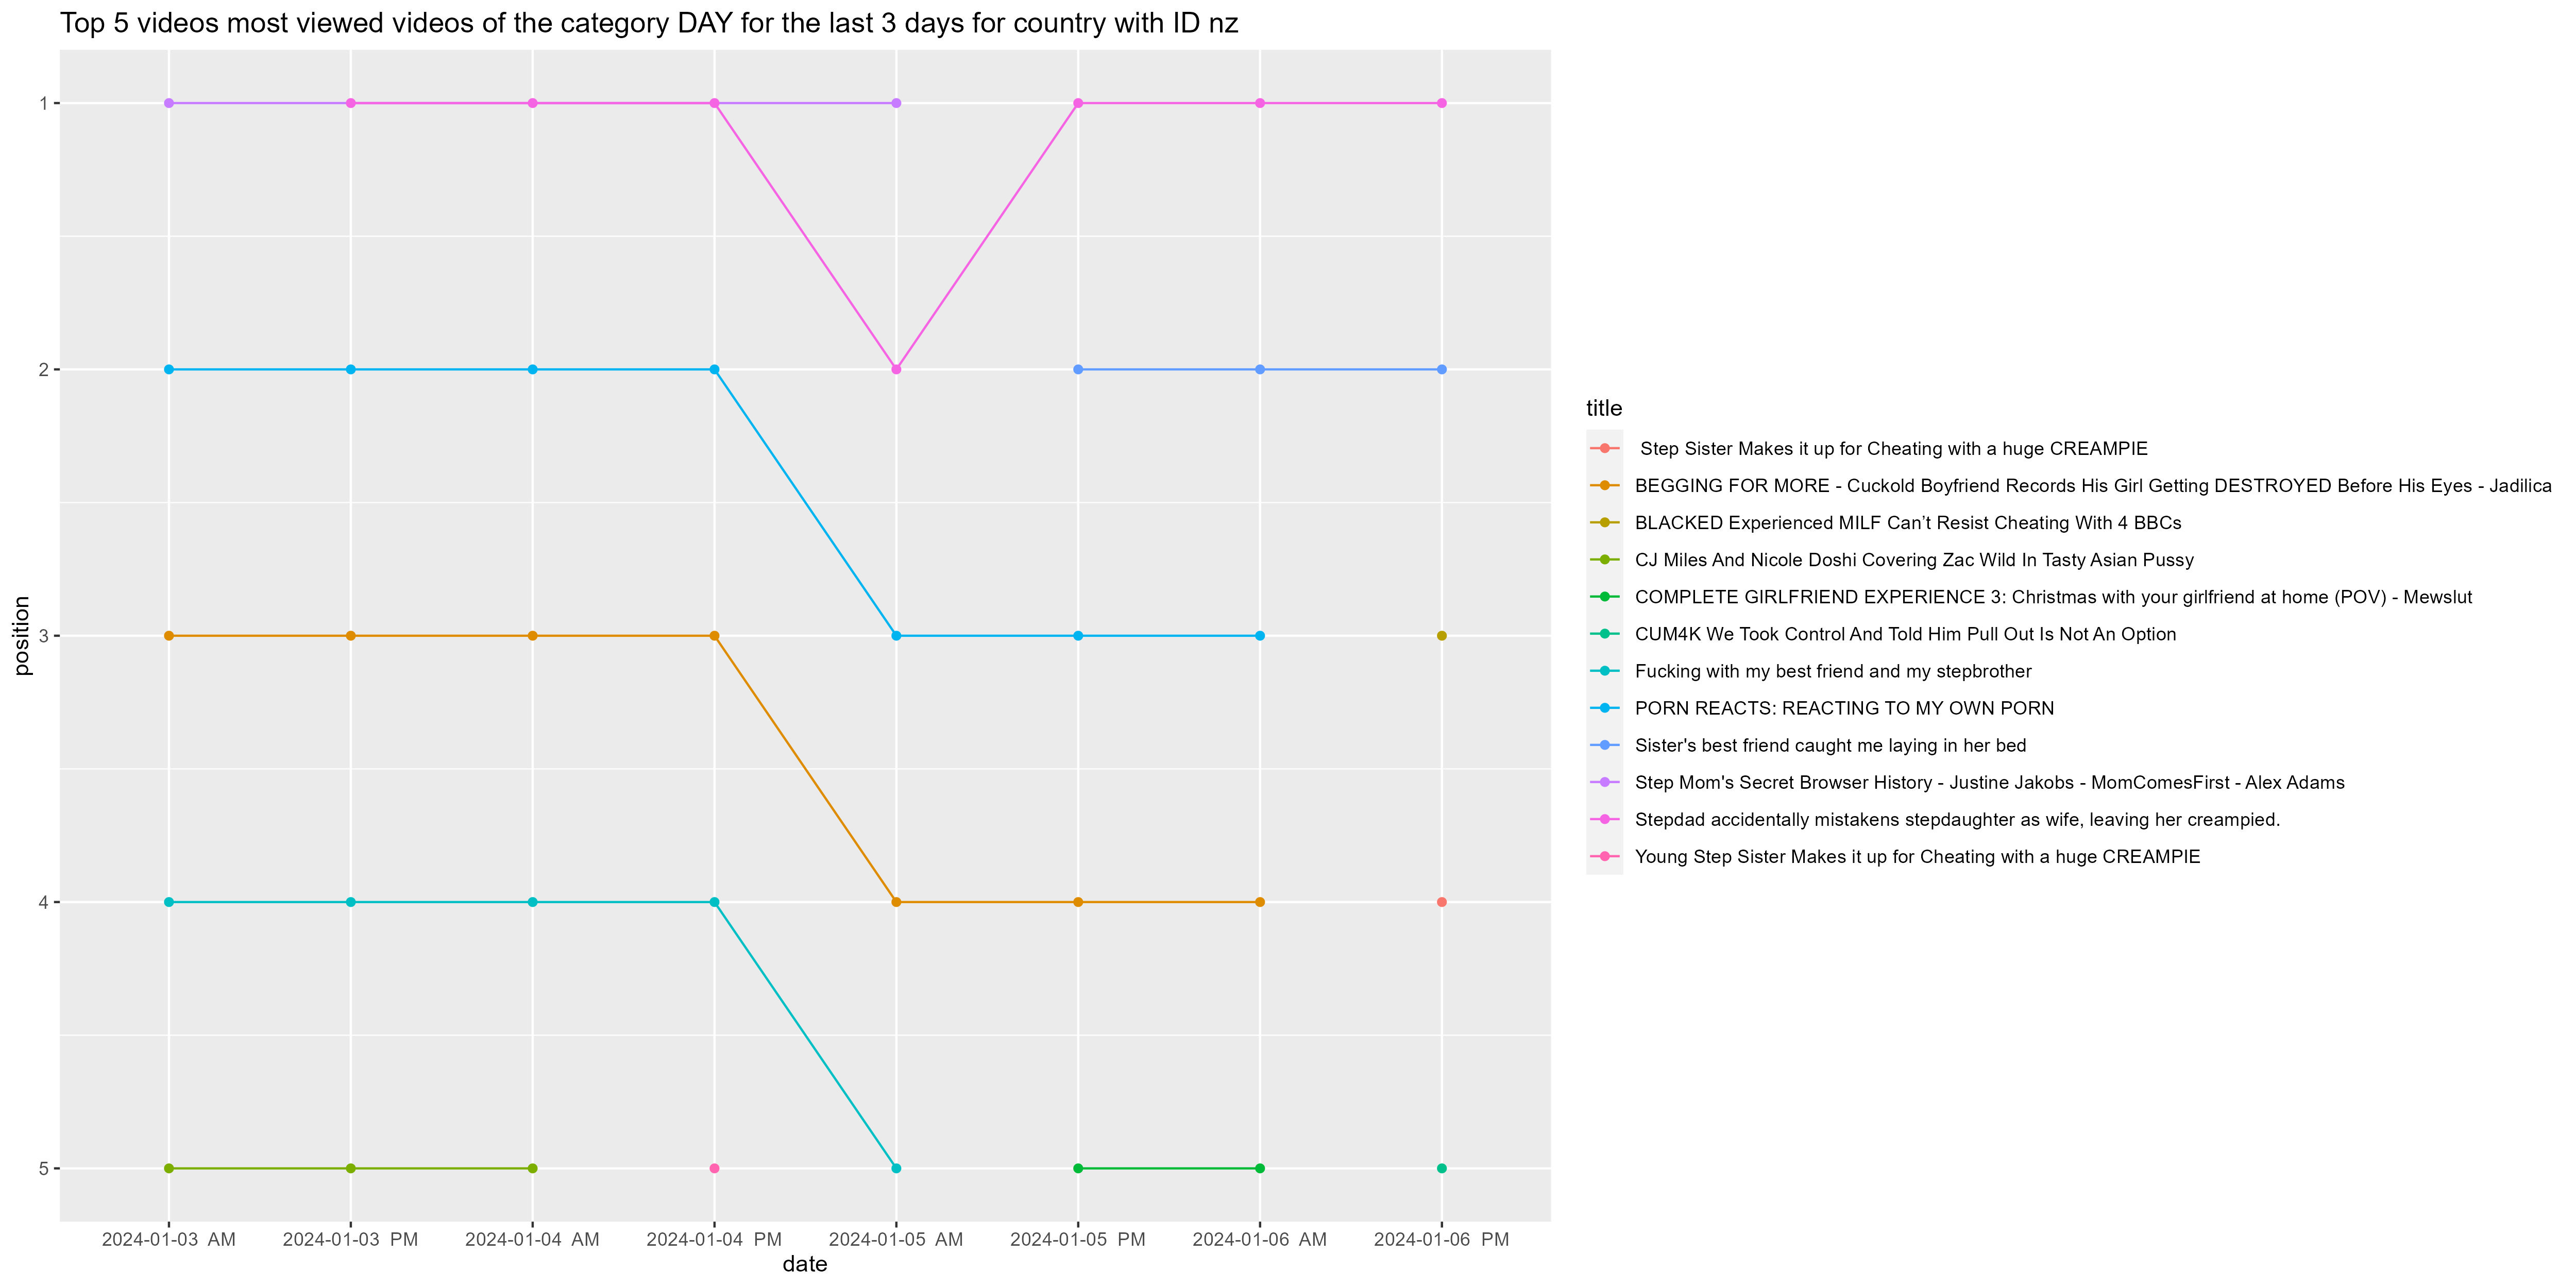 Top 5 videos most viewed videos of the category DAY for the last 3 days for country with ID nz
position
1
2
3
4
5
2024-01-03 AM
2024-01-03 PM
2024-01-04 AM
2024-01-04 PM
2024-01-05 AM
2024-01-05 PM
2024-01-06 AM
2024-01-06 PM
date
title
Step Sister Makes it up for Cheating with a huge CREAMPIE
BEGGING FOR MORE - Cuckold Boyfriend Records His Girl Getting DESTROYED Before His Eyes - Jadilica
BLACKED Experienced MILF Can’t Resist Cheating With 4 BBCs
CJ Miles And Nicole Doshi Covering Zac Wild In Tasty Asian Pussy
COMPLETE GIRLFRIEND EXPERIENCE 3: Christmas with your girlfriend at home (POV) - Mewslut
CUM4K We Took Control And Told Him Pull Out Is Not An Option
Fucking with my best friend and my stepbrother
PORN REACTS: REACTING TO MY OWN PORN
Sister's best friend caught me laying in her bed
Step Mom's Secret Browser History - Justine Jakobs - MomComesFirst - Alex Adams
Stepdad accidentally mistakens stepdaughter as wife, leaving her creampied.
Young Step Sister Makes it up for Cheating with a huge CREAMPIE